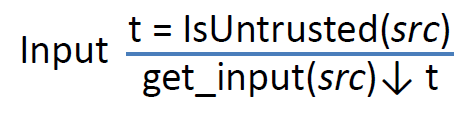 Input t = IsUntrusted(src)
get_input(src)↓ t